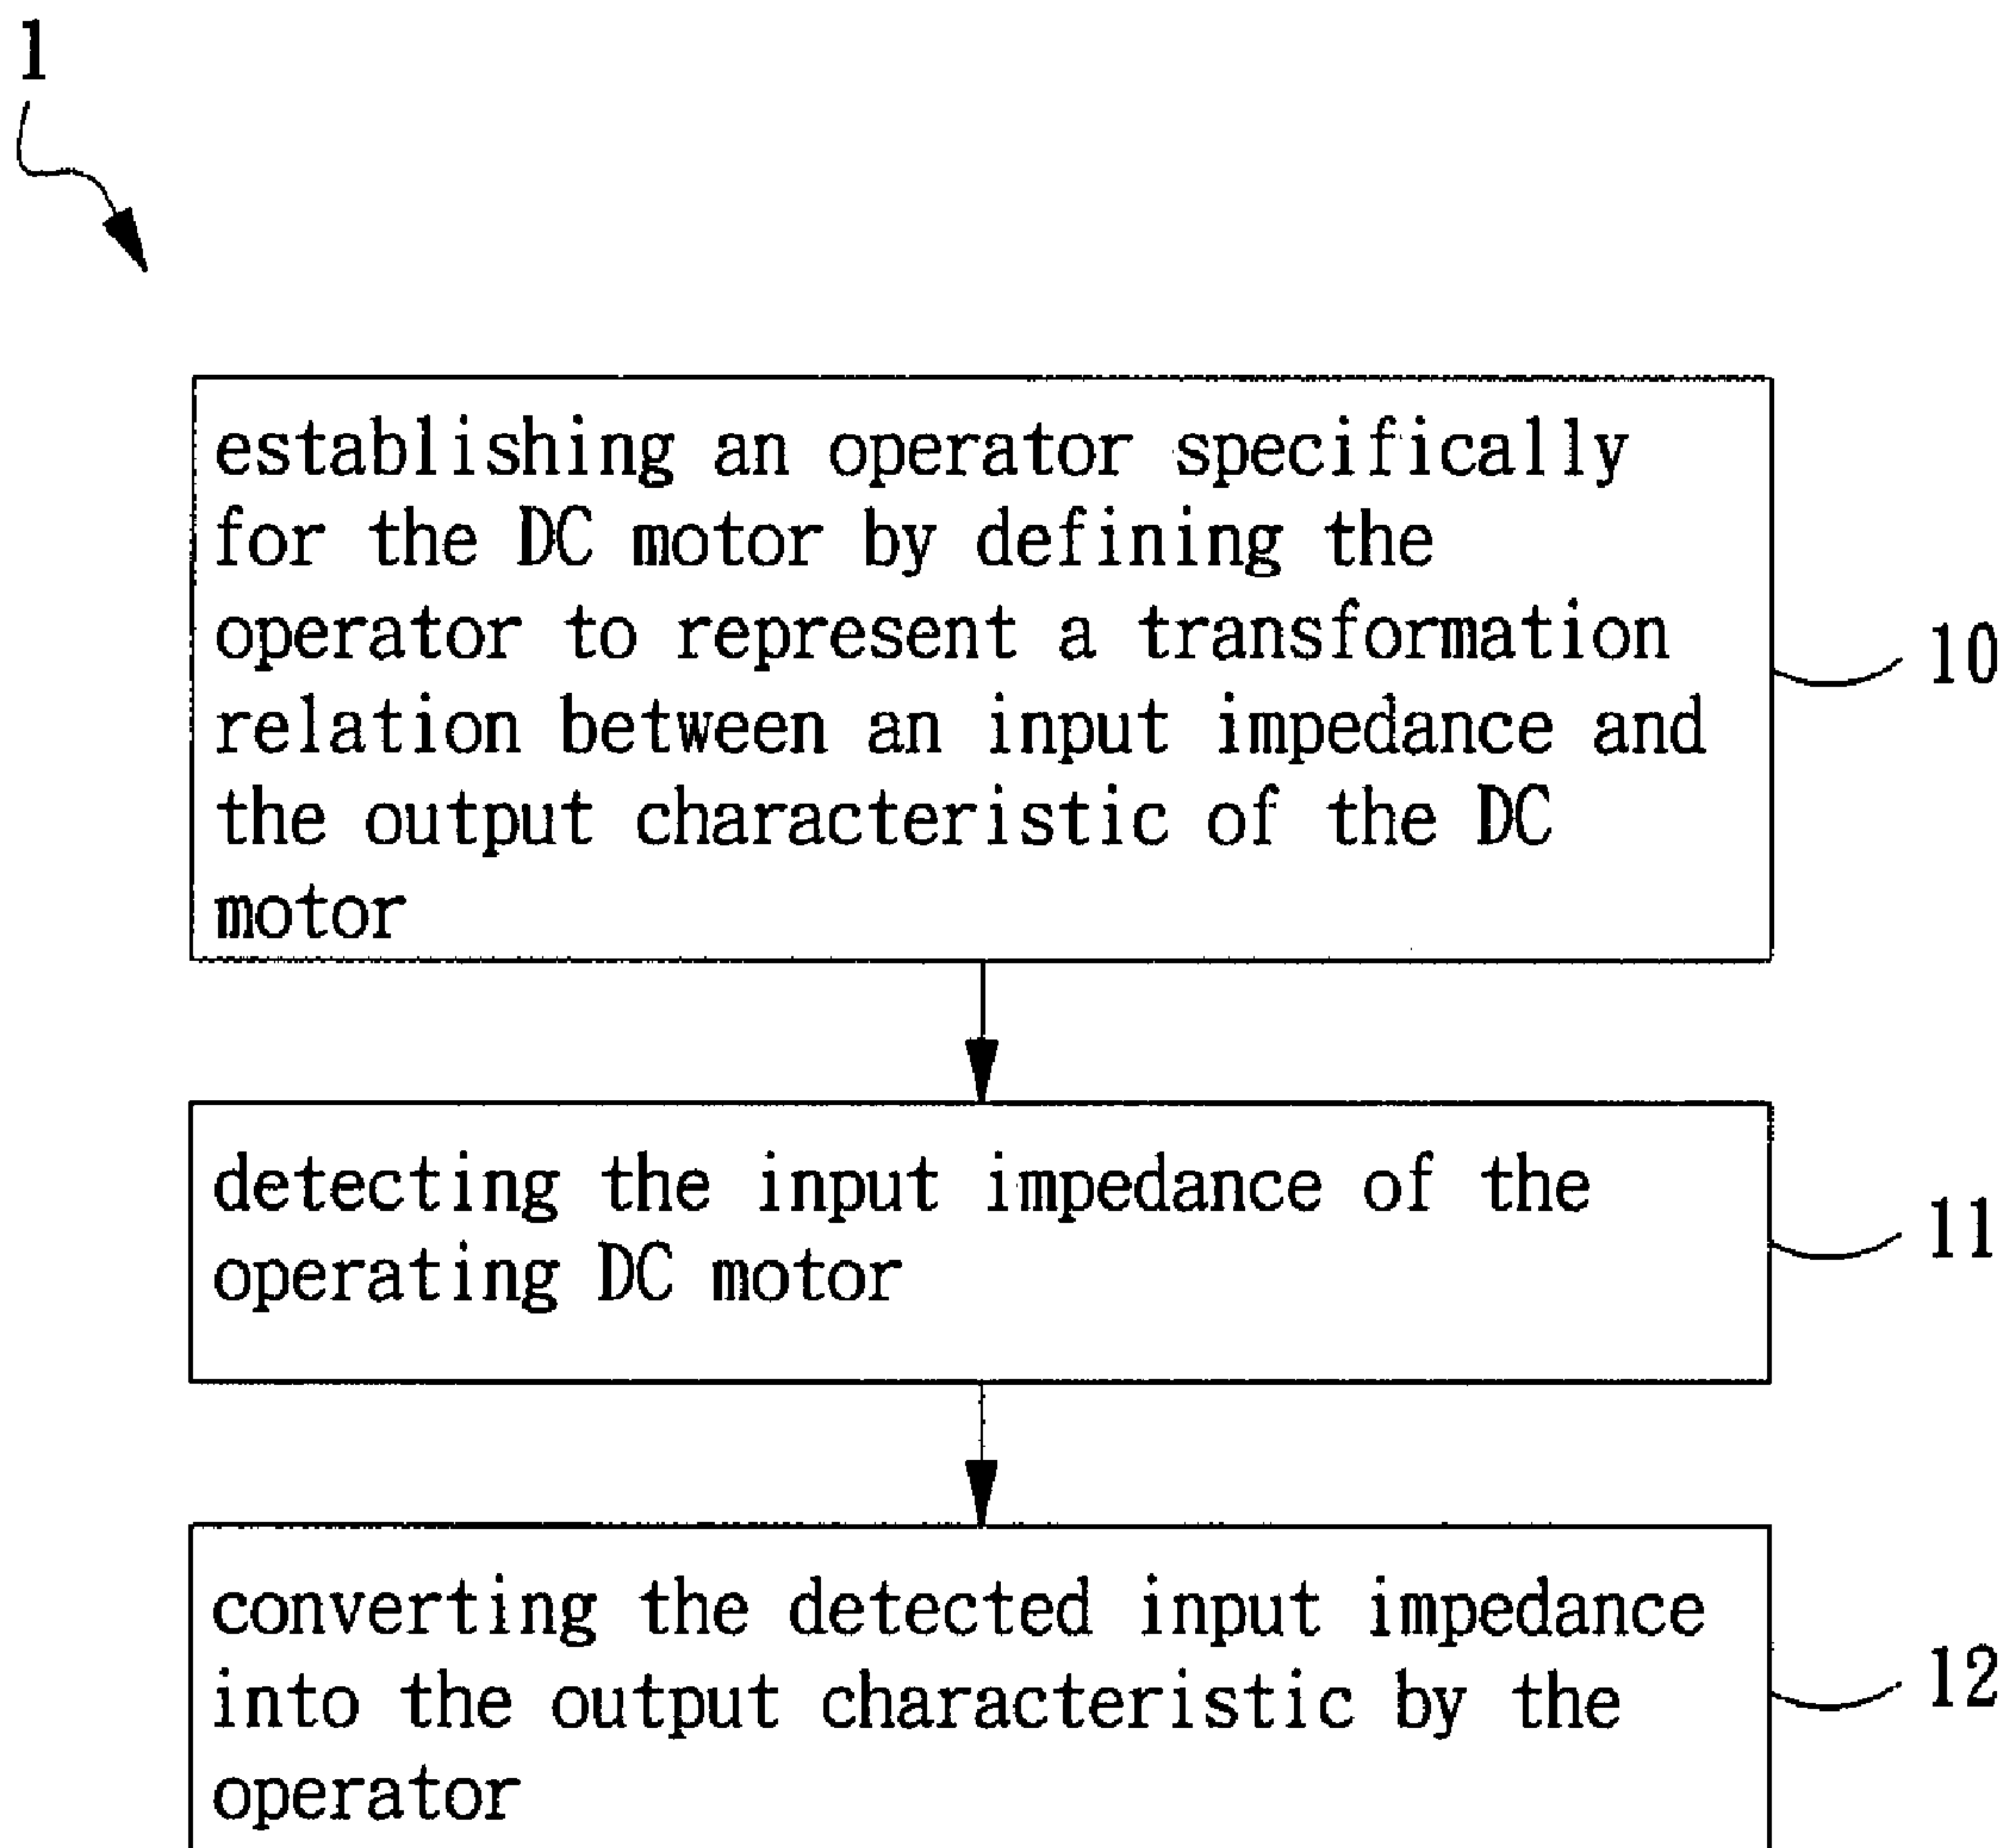 1
establishing an operator specifically
for the DC motor by defining the
operator to represent a transformation
relation between an input impedance and
the output characteristic of the DC
motor
10
detecting the input impedance of the
operating DC motor
11
converting the detected input impedance
into the output characteristic by the
operator
12